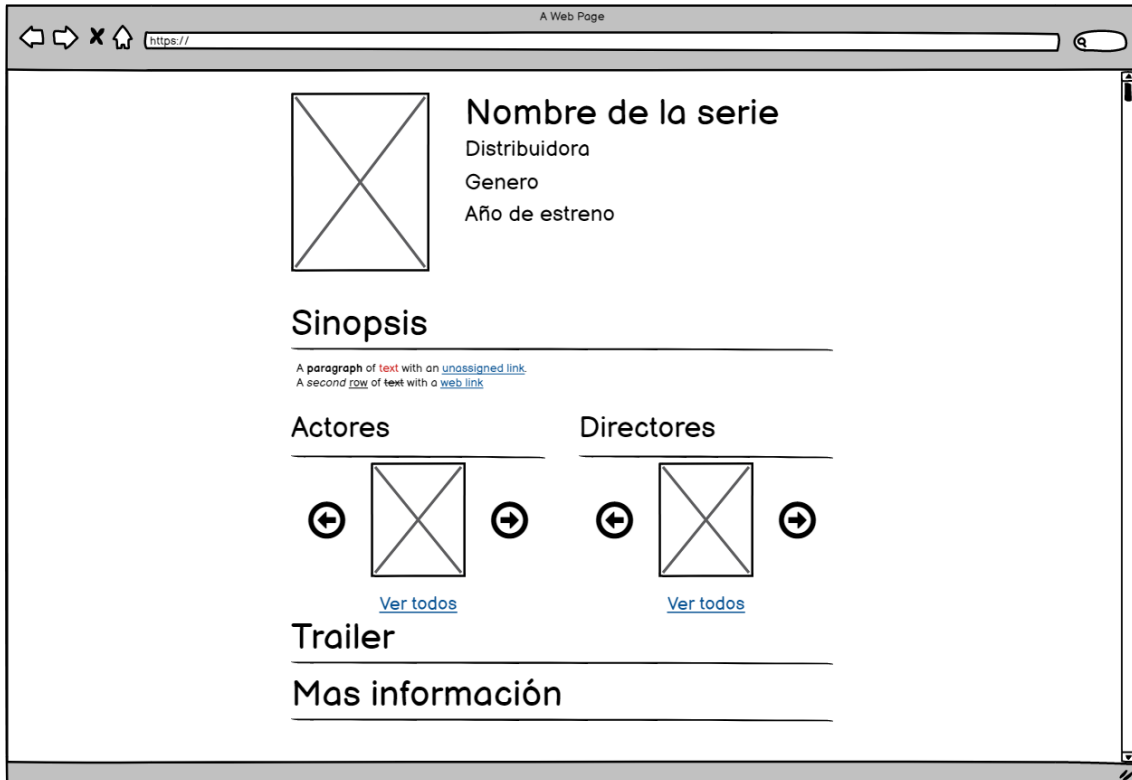 A Web Page
https://
Nombre de la serie
Distribuidora
Genero
Año de estreno
Sinopsis
A paragraph of text with an unassigned link.
A second row of text with a web link
Actores
Directores
Ver todos
Ver todos
Trailer
Mas información